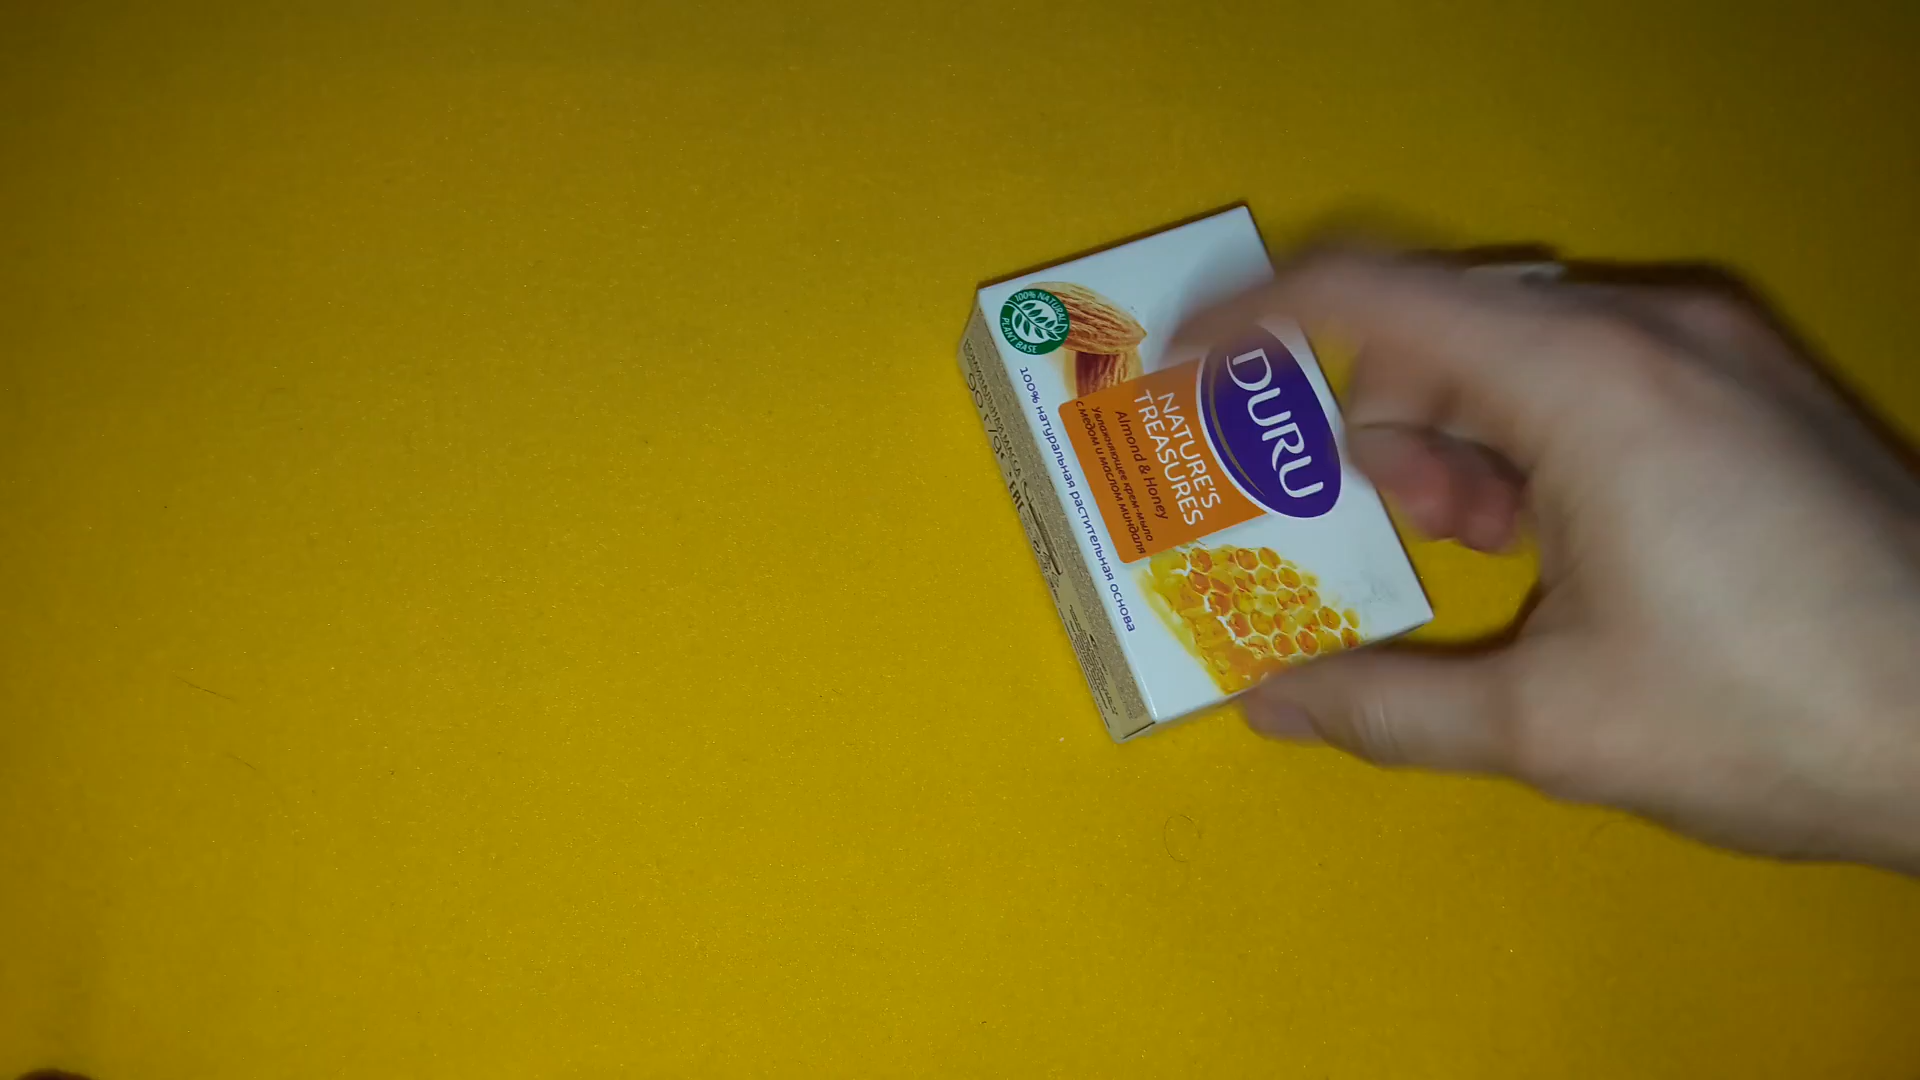 100% NATURAL
PLANT BASE
DURU
NATURE'S
TREASURES
Almond & Honey
Увлажняющее крем-мыло
с мёдом и маслом миндаля
100% натуральная растительная основа